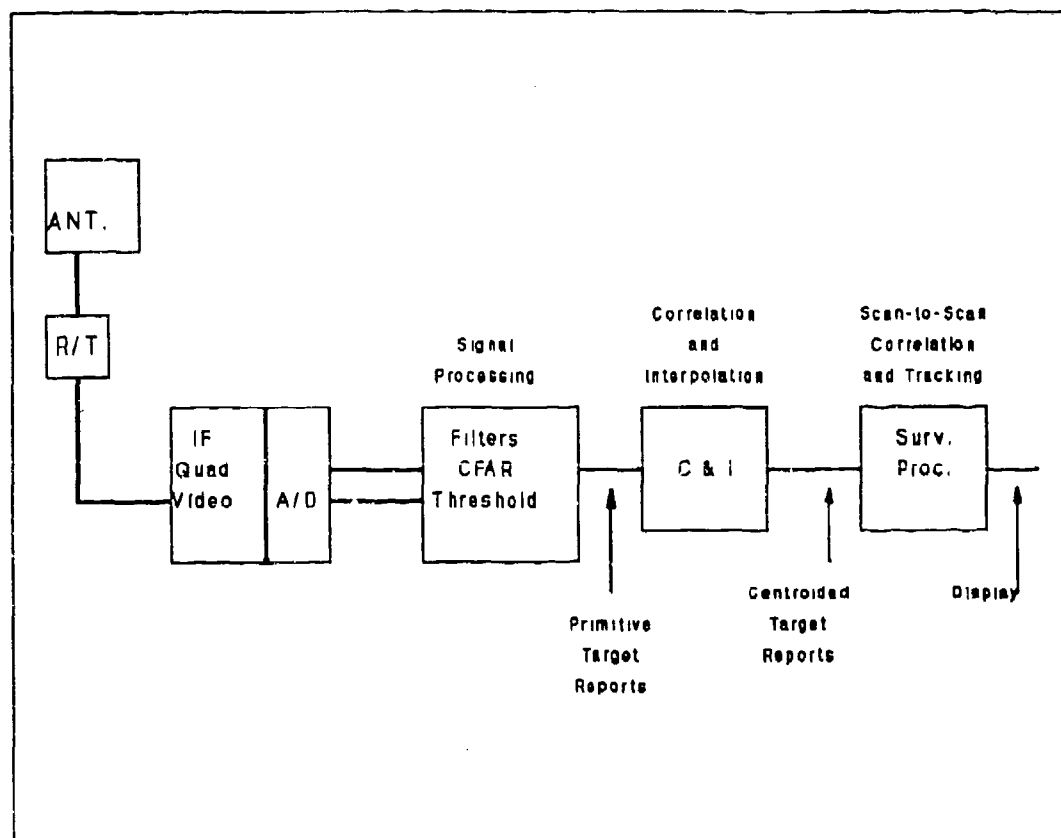 ANT.
R/T
IF
Quad
Video
A/D
Signal
Processing
Filters
CFAR
Threshold
Primitive
Target
Reports
Correlation
and
Interpolation
C & I
Centroided
Target
Reports
Scan-to-Scan
Correlation
and Tracking
Surv.
Proc.
Display